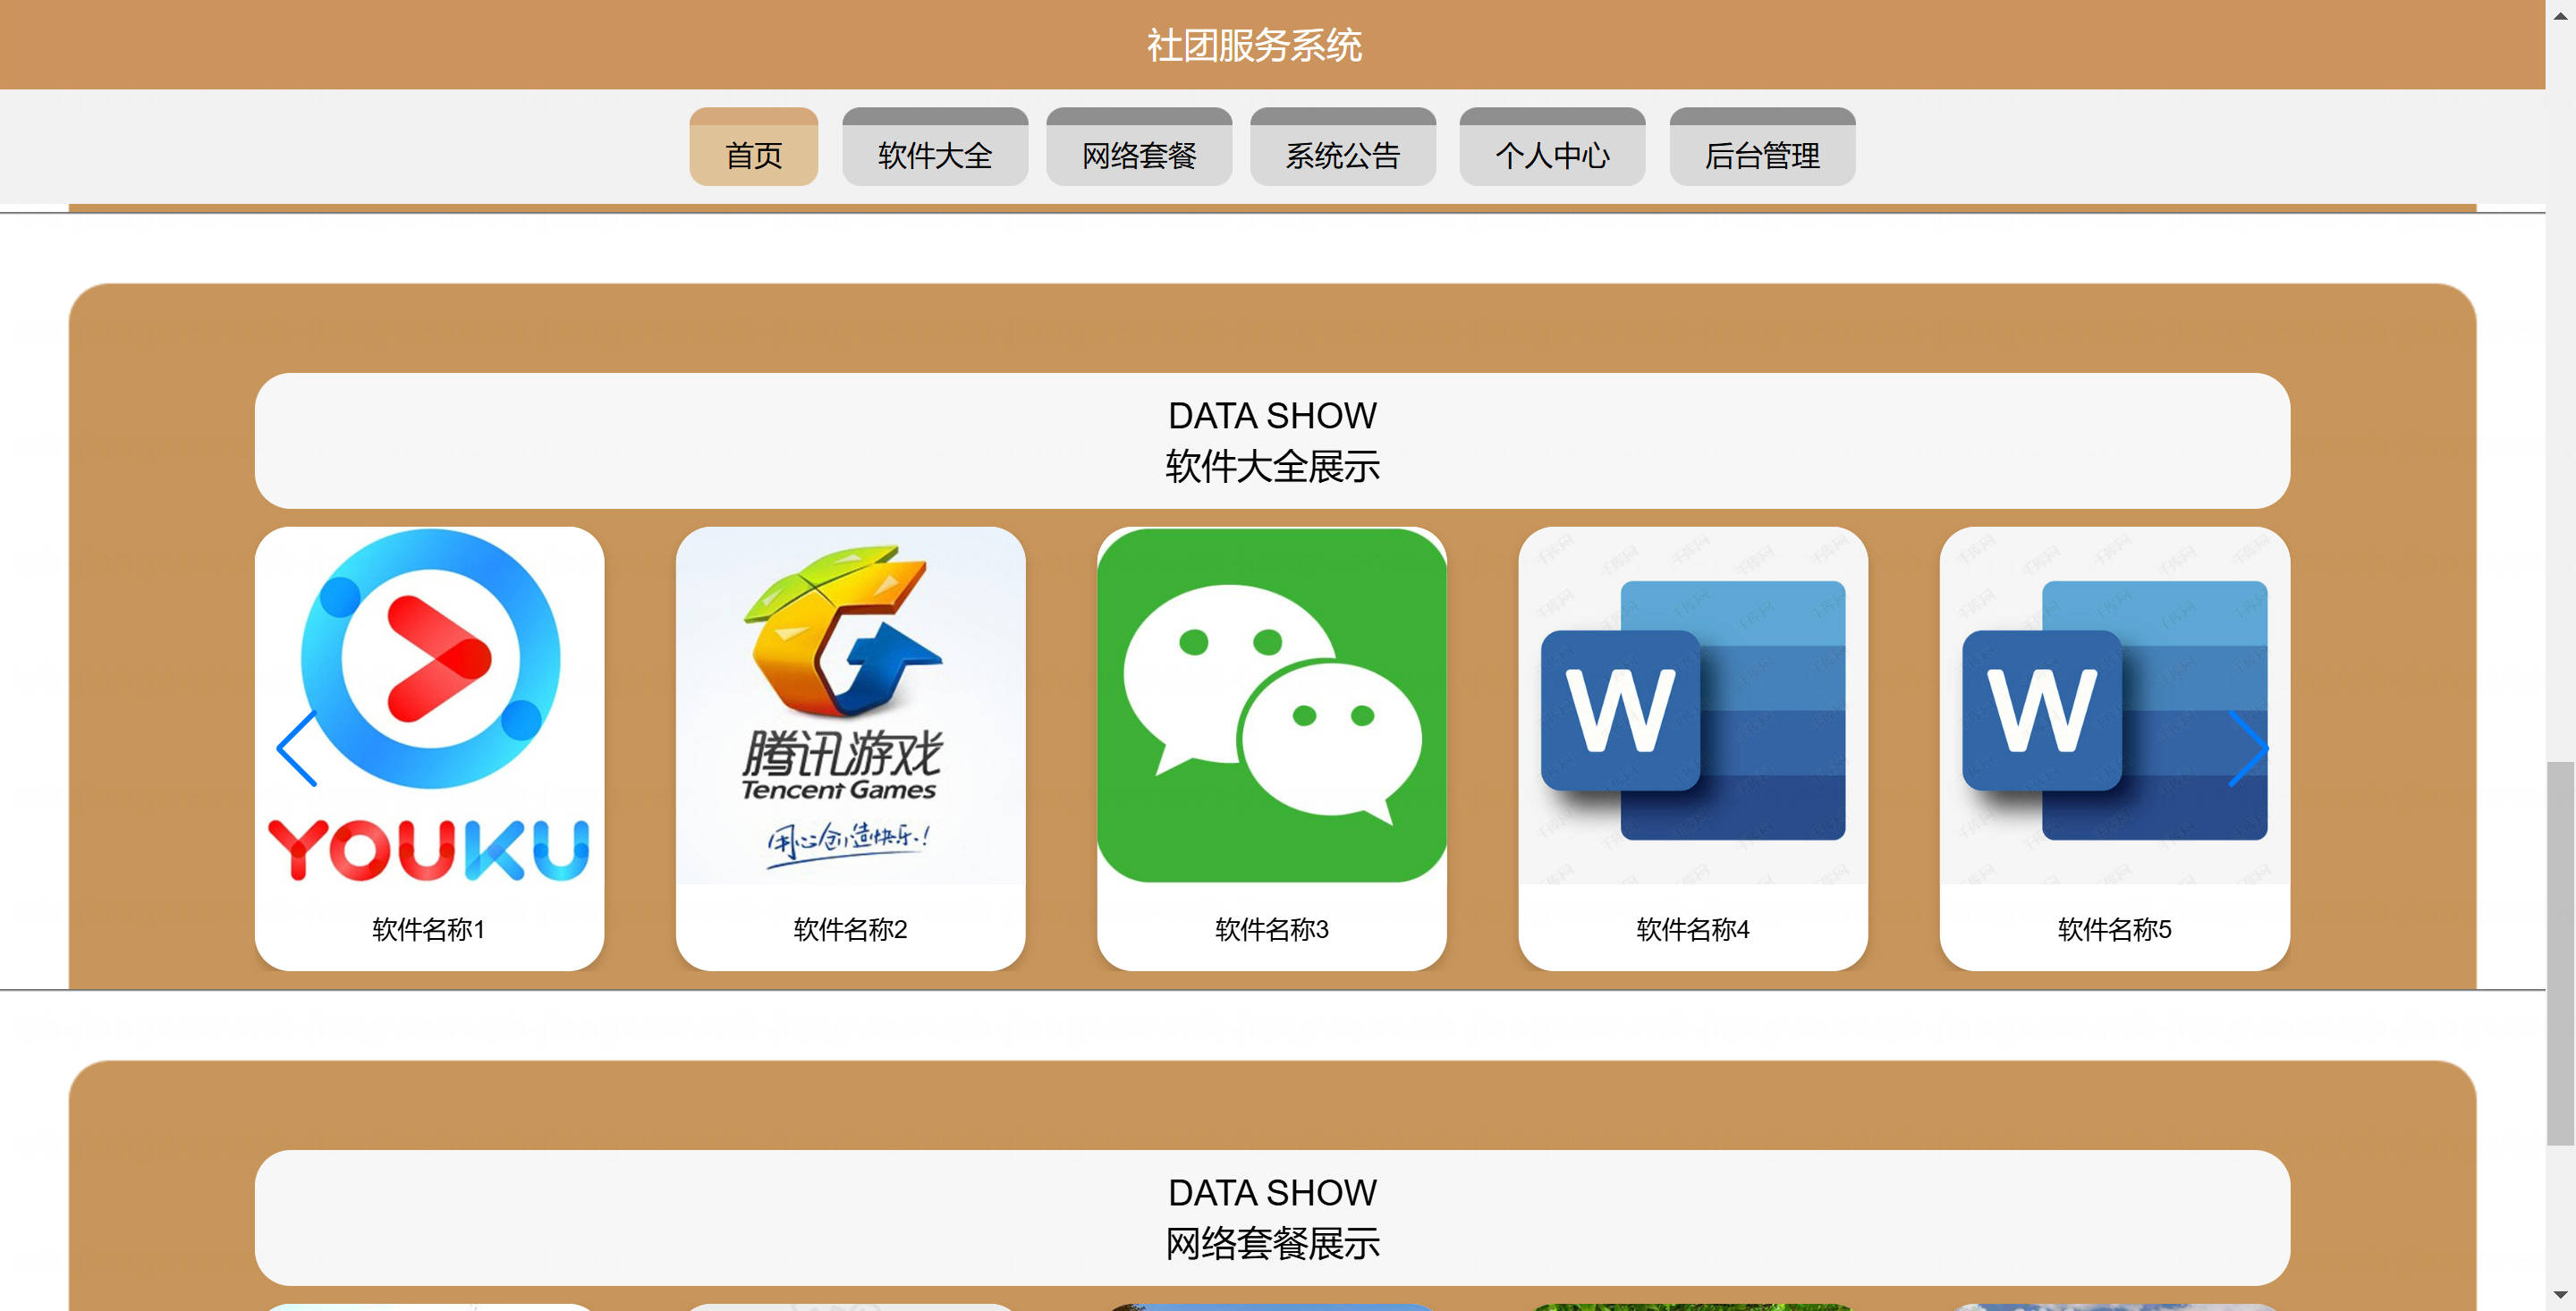 社团服务系统
首页 软件大全 网络套餐 系统公告 个人中心 后台管理
DATA SHOW
软件大全展示
YOUKU
腾讯游戏
Tencent Games
用心创造快乐!
W
W
千库网
软件名称1
软件名称2
软件名称3
软件名称4
软件名称5
DATA SHOW
网络套餐展示